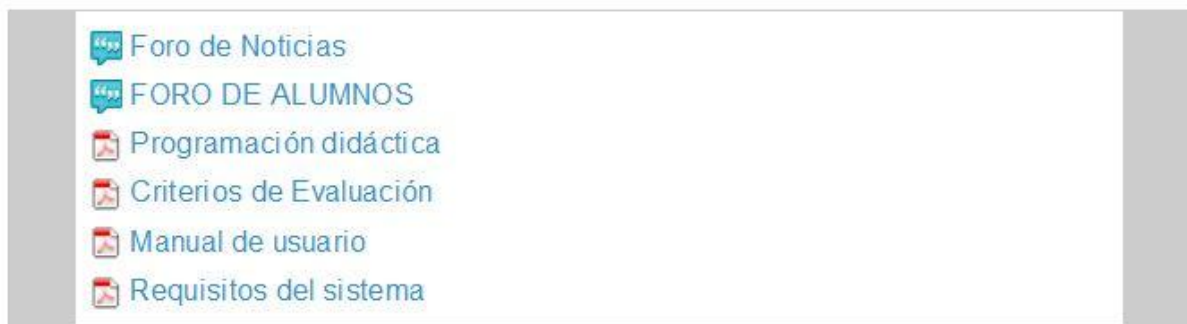 Foro de Noticias
FORO DE ALUMNOS
Programación didáctica
Criterios de Evaluación
Manual de usuario
Requisitos del sistema